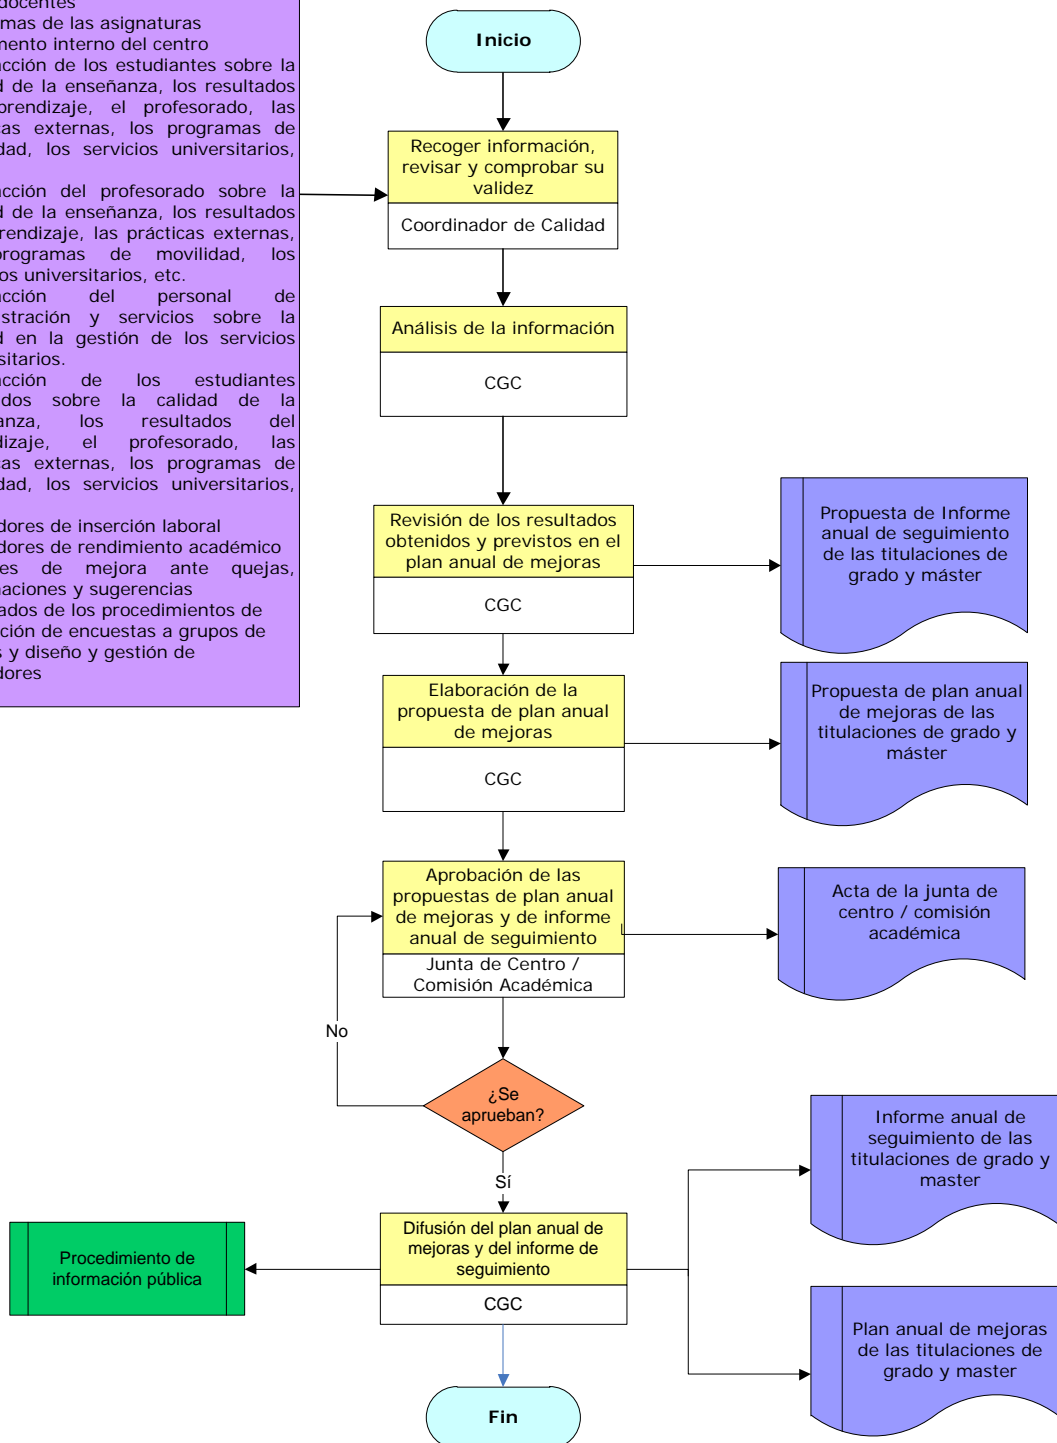 docentes
mas de las asignaturas
mento interno del centro
acción de los estudiantes sobre la
d de la enseñanza, los resultados
prendizaje, el profesorado, las
cas externas, los programas de
dad, los servicios universitarios,
acción del profesorado sobre la
d de la enseñanza, los resultados
rendizaje, las prácticas externas,
programas de movilidad, los
os universitarios, etc.
acción del personal de
stración y servicios sobre la
d en la gestión de los servicios
sitarios.
acción de los estudiantes
dos sobre la calidad de la
anza, los resultados del
dizaje, el profesorado, las
cas externas, los programas de
dad, los servicios universitarios,
dores de inserción laboral
dores de rendimiento académico
es de mejora ante quejas,
naciones y sugerencias
ados de los procedimientos de
ción de encuestas a grupos de
s y diseño y gestión de
dores
Inicio
Recoger información,
revisar y comprobar su
validez
Coordinador de Calidad
Análisis de la información
CGC
Revisión de los resultados
obtenidos y previstos en el
plan anual de mejoras
CGC
Propuesta de Informe
anual de seguimiento
de las titulaciones de
grado y máster
Elaboración de la
propuesta de plan anual
de mejoras
CGC
Propuesta de plan anual
de mejoras de las
titulaciones de grado y
máster
Aprobación de las
propuestas de plan anual
de mejoras y de informe
anual de seguimiento
Junta de Centro /
Comisión Académica
Acta de la junta de
centro / comisión
académica
No
¿Se
aprueban?
Sí
Informe anual de
seguimiento de las
titulaciones de grado y
master
Difusión del plan anual de
mejoras y del informe de
seguimiento
CGC
Procedimiento de
información pública
Plan anual de mejoras
de las titulaciones de
grado y master
Fin